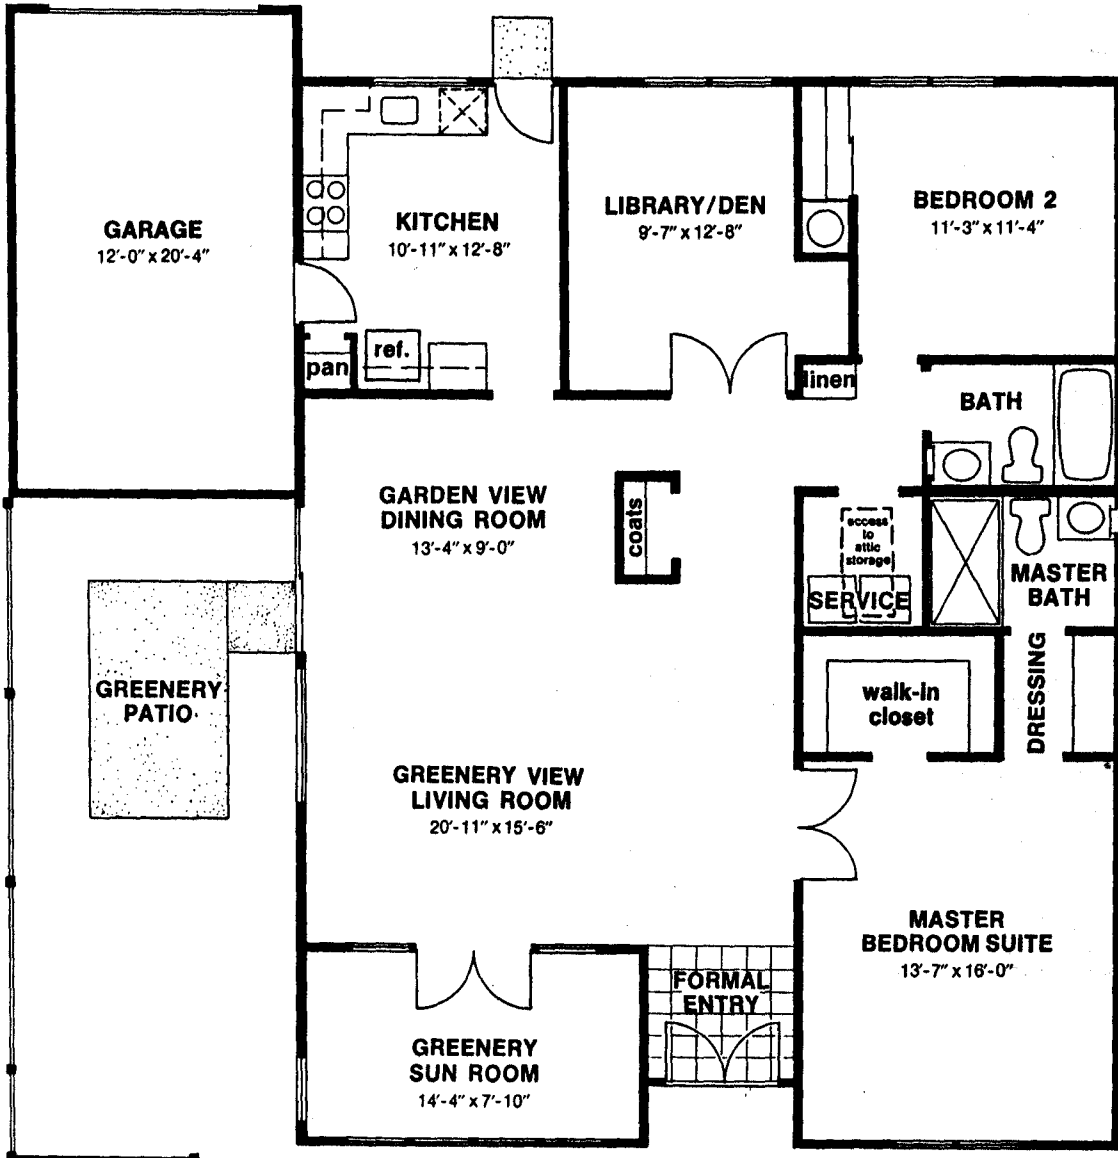 GARAGE
12'-0" x 20'-4"
KITCHEN
10'-11" x 12'-8"
LIBRARY/DEN
9'-7" x 12'-8"
BEDROOM 2
11'-3" x 11'-4"
pan
ref.
linen
BATH
GARDEN VIEW
DINING ROOM
13'-4" x 9'-0"
coats
access
to
attic
storage
SERVICE
MASTER
BATH
DRESSING
walk-in
closet
GREENERY
PATIO
GREENERY VIEW
LIVING ROOM
20'-11" x 15'-6"
MASTER
BEDROOM SUITE
13'-7" x 16'-0"
FORMAL
ENTRY
GREENERY
SUN ROOM
14'-4" x 7'-10"